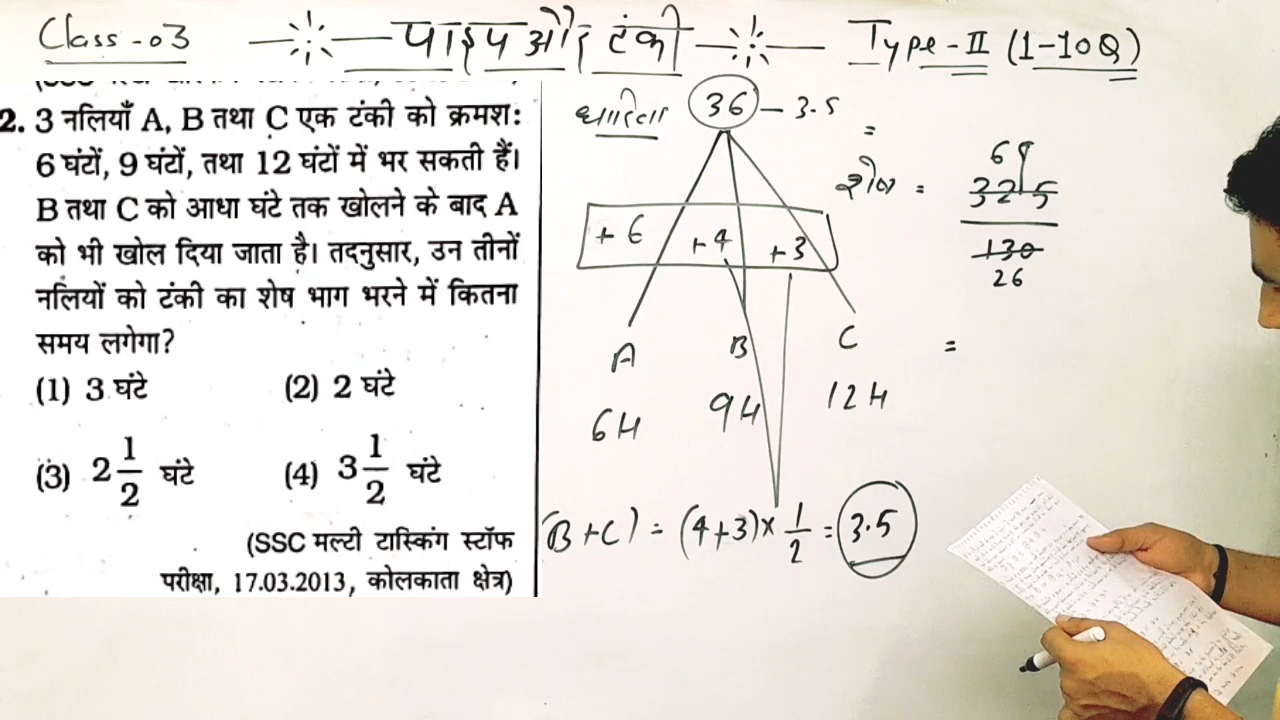 Class-03 पाइप और टंकी Type-II (1-10Q)
2. 3 नलियाँ A, B तथा C एक टंकी को क्रमश:
6 घंटों, 9 घंटों, तथा 12 घंटों में भर सकती हैं।
B तथा C को आधा घंटे तक खोलने के बाद A
को भी खोल दिया जाता है। तदनुसार, उन तीनों
नलियों को टंकी का शेष भाग भरने में कितना
समय लगेगा?
(1) 3 घंटे (2) 2 घंटे
(3) 2 1/2 घंटे (4) 3 1/2 घंटे
(SSC मल्टी टास्किंग स्टॉफ
परीक्षा, 17.03.2013, कोलकाता क्षेत्र)
धारिता 36 - 3.5
=
शेष = 32.5
130
26
+6 +4 +3
A B C
=
6H 9H 12H
(B+C) = (4+3)× 1/2 = 3.5